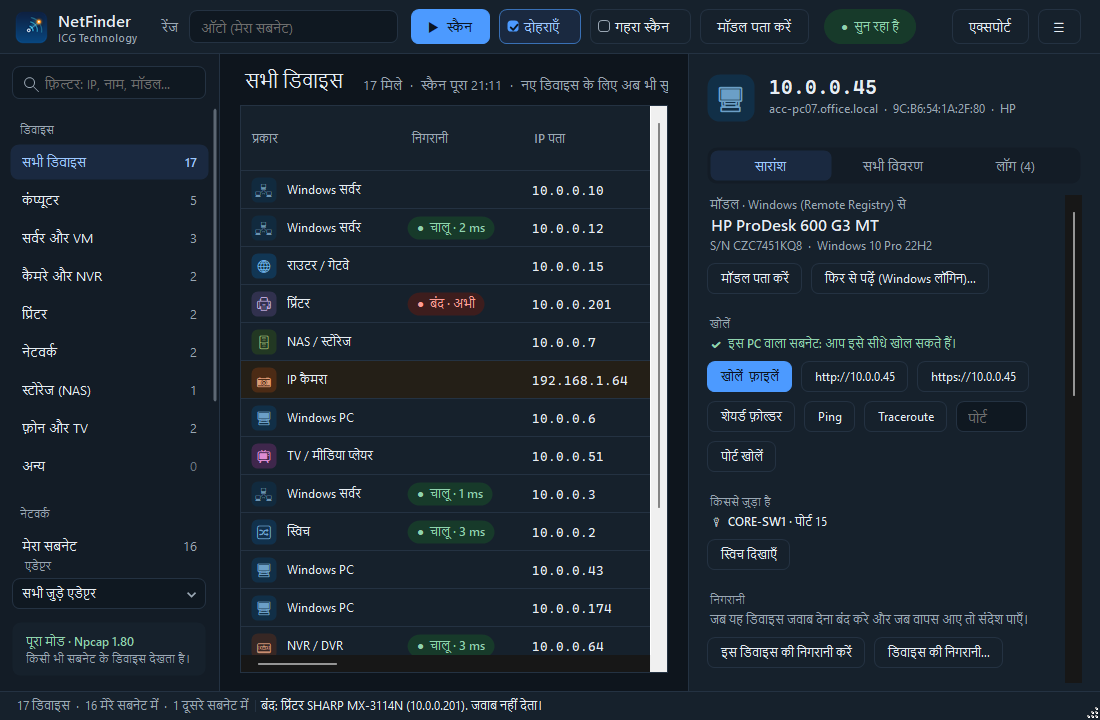 NetFinder
ICG Technology
रेंज
ऑटो (मेरा सबनेट)
स्कैन
दोहराएँ
गहरा स्कैन
मॉडल पता करें
सुन रहा है
एक्सपोर्ट
फ़िल्टर: IP, नाम, मॉडल...
डिवाइस
सभी डिवाइस 17
कंप्यूटर 5
सर्वर और VM 3
कैमरे और NVR 2
प्रिंटर 2
नेटवर्क 2
स्टोरेज (NAS) 1
फ़ोन और TV 2
अन्य 0
नेटवर्क
मेरा सबनेट 16
एडेप्टर
सभी जुड़े एडेप्टर
पूरा मोड · Npcap 1.80
किसी भी सबनेट के डिवाइस देखता है।
सभी डिवाइस 17 मिले · स्कैन पूरा 21:11 · नए डिवाइस के लिए अब भी सु
प्रकार निगरानी IP पता
Windows सर्वर 10.0.0.10
Windows सर्वर चालू · 2 ms 10.0.0.12
राउटर / गेटवे 10.0.0.15
प्रिंटर बंद · अभी 10.0.0.201
NAS / स्टोरेज 10.0.0.7
IP कैमरा 192.168.1.64
Windows PC 10.0.0.6
TV / मीडिया प्लेयर 10.0.0.51
Windows सर्वर चालू · 1 ms 10.0.0.3
स्विच चालू · 3 ms 10.0.0.2
Windows PC 10.0.0.43
Windows PC 10.0.0.174
NVR / DVR चालू · 3 ms 10.0.0.64
10.0.0.45
acc-pc07.office.local · 9C:B6:54:1A:2F:80 · HP
सारांश सभी विवरण लॉग (4)
मॉडल · Windows (Remote Registry) से
HP ProDesk 600 G3 MT
S/N CZC7451KQ8 · Windows 10 Pro 22H2
मॉडल पता करें फिर से पढ़ें (Windows लॉगिन)...
खोलें
इस PC वाला सबनेट: आप इसे सीधे खोल सकते हैं।
खोलें फ़ाइलें http://10.0.0.45 https://10.0.0.45
शेयर्ड फ़ोल्डर Ping Traceroute पोर्ट
पोर्ट खोलें
किससे जुड़ा है
CORE-SW1 · पोर्ट 15
स्विच दिखाएँ
निगरानी
जब यह डिवाइस जवाब देना बंद करे और जब वापस आए तो संदेश पाएँ।
इस डिवाइस की निगरानी करें डिवाइस की निगरानी...
17 डिवाइस · 16 मेरे सबनेट में · 1 दूसरे सबनेट में बंद: प्रिंटर SHARP MX-3114N (10.0.0.201). जवाब नहीं देता।